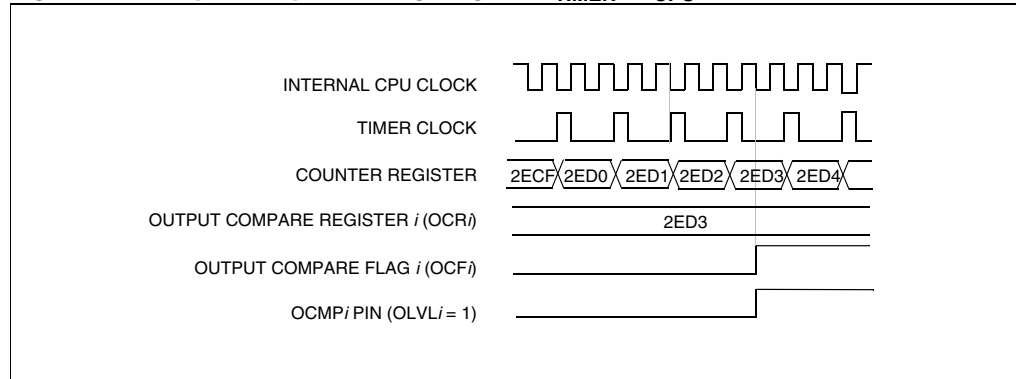 INTERNAL CPU CLOCK
TIMER CLOCK
COUNTER REGISTER 2ECF 2ED0 2ED1 2ED2 2ED3 2ED4
OUTPUT COMPARE REGISTER i (OCRi) 2ED3
OUTPUT COMPARE FLAG i (OCFi)
OCMPi PIN (OLVLi = 1)